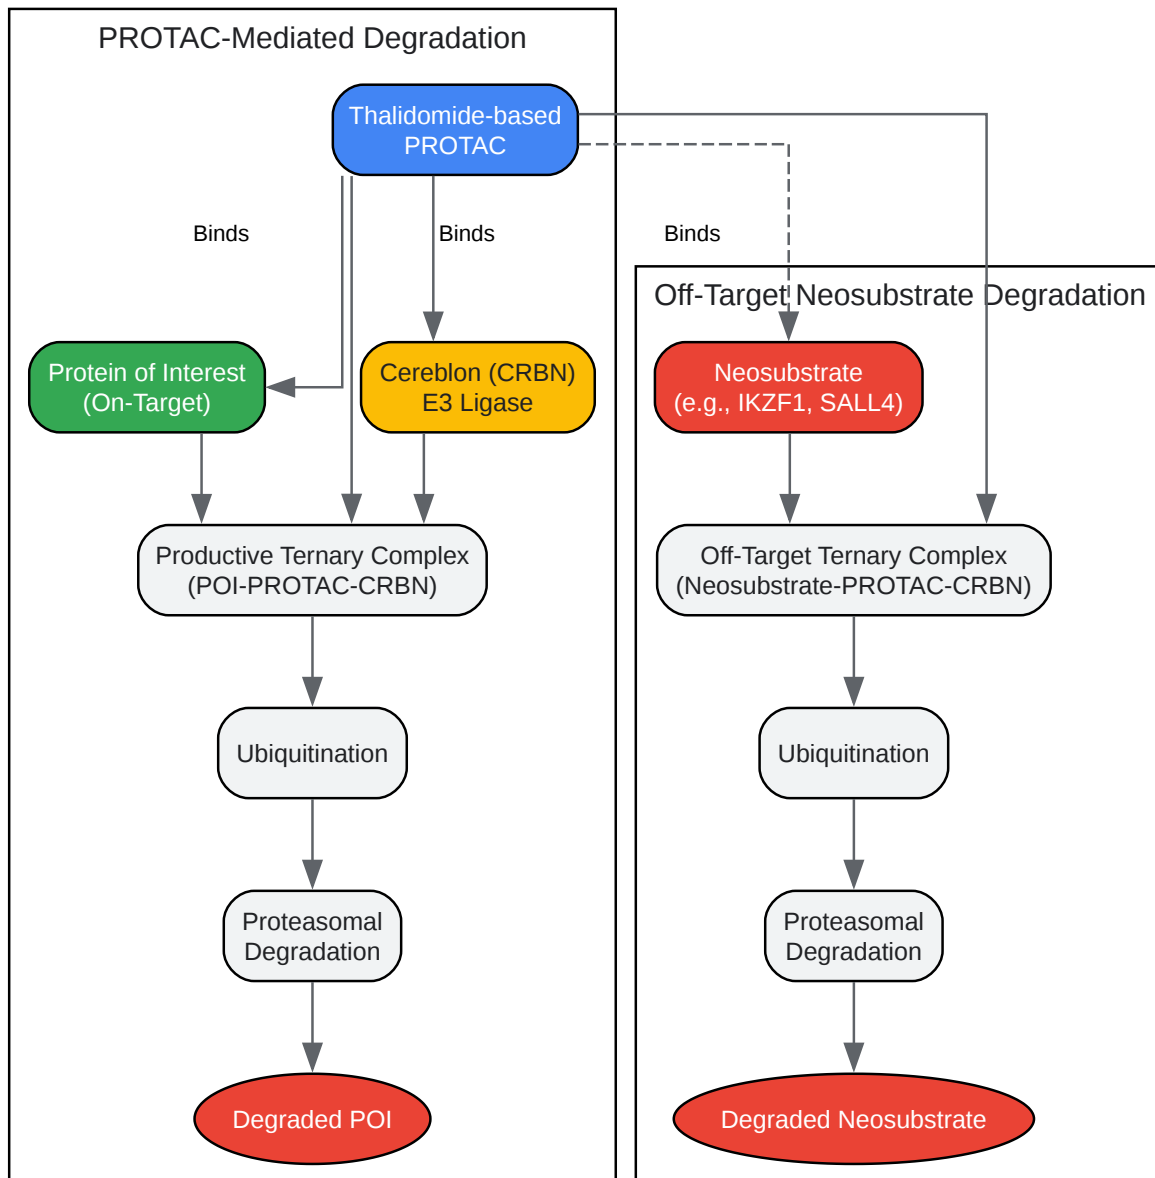 PROTAC-Mediated Degradation
Thalidomide-based
PROTAC
Binds
Binds
Binds
Off-Target Neosubstrate Degradation
Protein of Interest
(On-Target)
Cereblon (CRBN)
E3 Ligase
Neosubstrate
(e.g., IKZF1, SALL4)
Productive Ternary Complex
(POI-PROTAC-CRBN)
Off-Target Ternary Complex
(Neosubstrate-PROTAC-CRBN)
Ubiquitination
Ubiquitination
Proteasomal
Degradation
Proteasomal
Degradation
Degraded POI
Degraded Neosubstrate